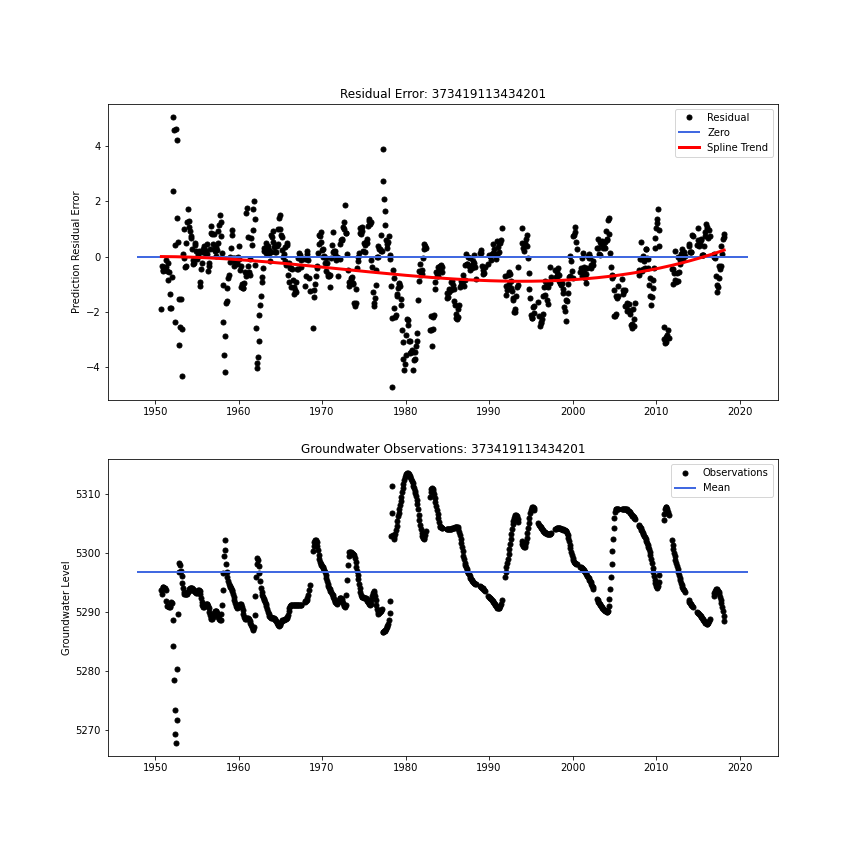 Residual Error: 373419113434201
Prediction Residual Error
4
2
0
−2
−4
Residual
Zero
Spline Trend
1950 1960 1970 1980 1990 2000 2010 2020
Groundwater Observations: 373419113434201
Groundwater Level
5310
5300
5290
5280
5270
Observations
Mean
1950 1960 1970 1980 1990 2000 2010 2020